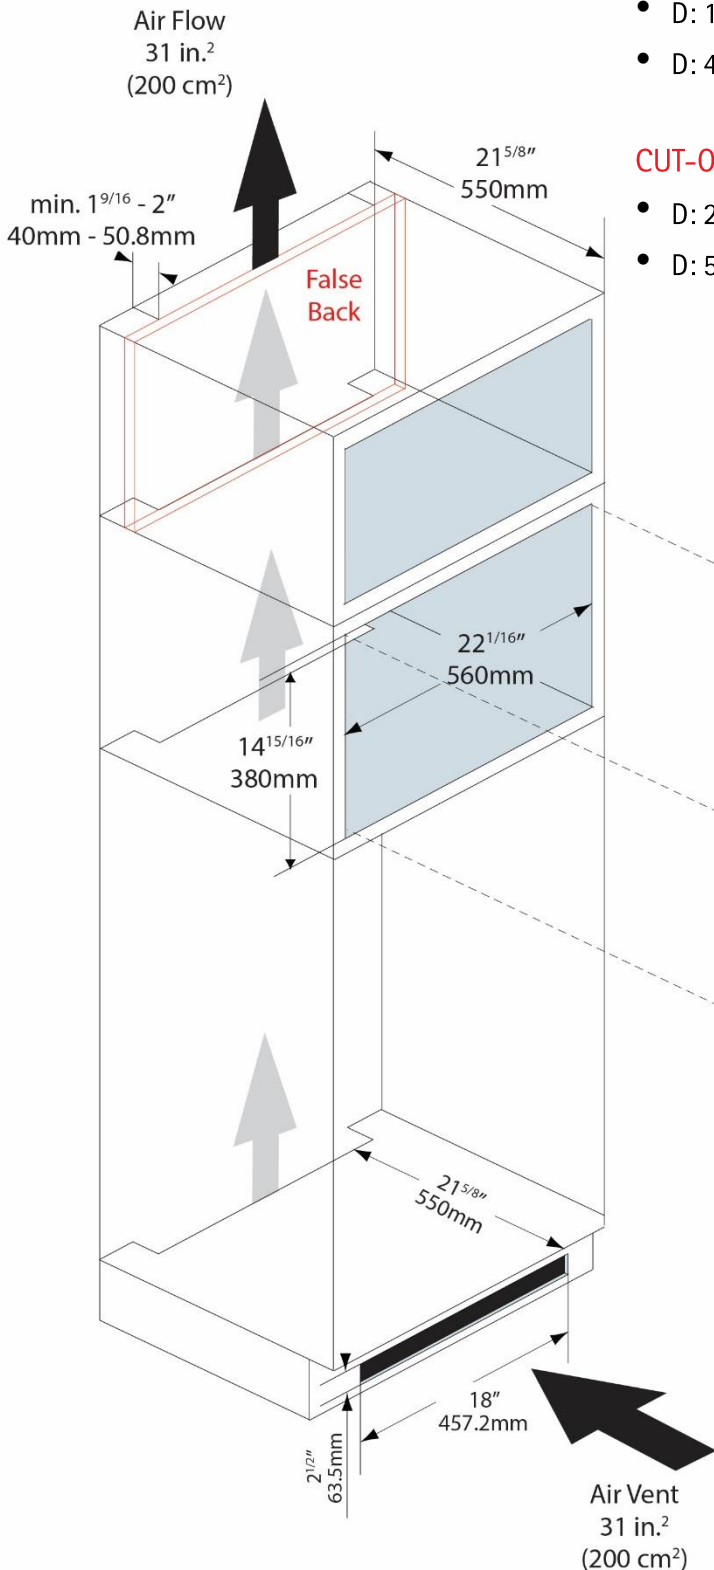 Air Flow
31 in.²
(200 cm²)
• D: 1
• D: 4
CUT-O
• D: 2
• D: 5
21 5/8”
550mm
min. 1 9/16 - 2”
40mm - 50.8mm
False
Back
22 1/16”
560mm
14 15/16”
380mm
21 5/8”
550mm
18”
457.2mm
2 1/2”
63.5mm
Air Vent
31 in.²
(200 cm²)